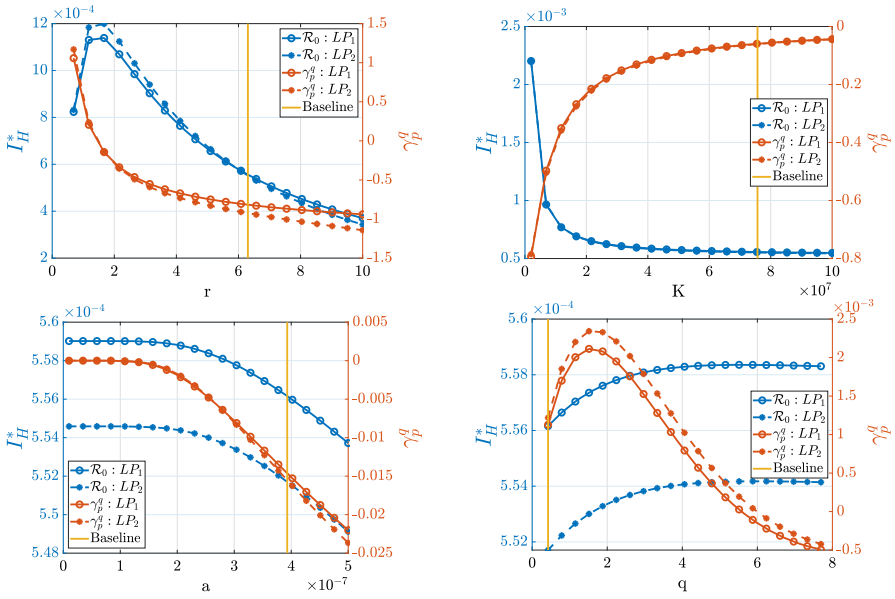 ×10⁻⁴
12
10
8
6
4
2
I*_H
1.5
1
0.5
0
-0.5
-1
-1.5
γ^q_p
0 2 4 6 8 10
r
R₀ : LP₁
R₀ : LP₂
γ^q_p : LP₁
γ^q_p : LP₂
Baseline
×10⁻³
2.5
2
1.5
1
0.5
I*_H
0
-0.2
-0.4
-0.6
-0.8
γ^q_p
0 2 4 6 8 10
K
×10⁷
R₀ : LP₁
R₀ : LP₂
γ^q_p : LP₁
γ^q_p : LP₂
Baseline
×10⁻⁴
5.6
5.58
5.56
5.54
5.52
5.5
5.48
I*_H
0.005
0
-0.005
-0.01
-0.015
-0.02
-0.025
γ^q_p
0 1 2 3 4 5
a
×10⁻⁷
R₀ : LP₁
R₀ : LP₂
γ^q_p : LP₁
γ^q_p : LP₂
Baseline
×10⁻⁴
5.6
5.58
5.56
5.54
5.52
I*_H
×10⁻³
2.5
2
1.5
1
0.5
0
-0.5
γ^q_p
0 2 4 6 8
q
R₀ : LP₁
R₀ : LP₂
γ^q_p : LP₁
γ^q_p : LP₂
Baseline